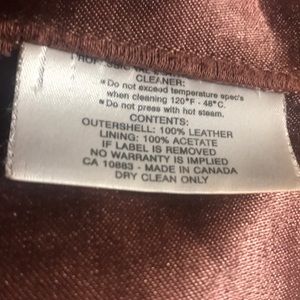 CLEANER:
*Do not exceed temperature spec's
when cleaning 120°F - 48°C.
*Do not press with hot steam.
CONTENTS:
OUTERSHELL: 100% LEATHER
LINING: 100% ACETATE
IF LABEL IS REMOVED
NO WARRANTY IS IMPLIED
CA 10883 - MADE IN CANADA
DRY CLEAN ONLY